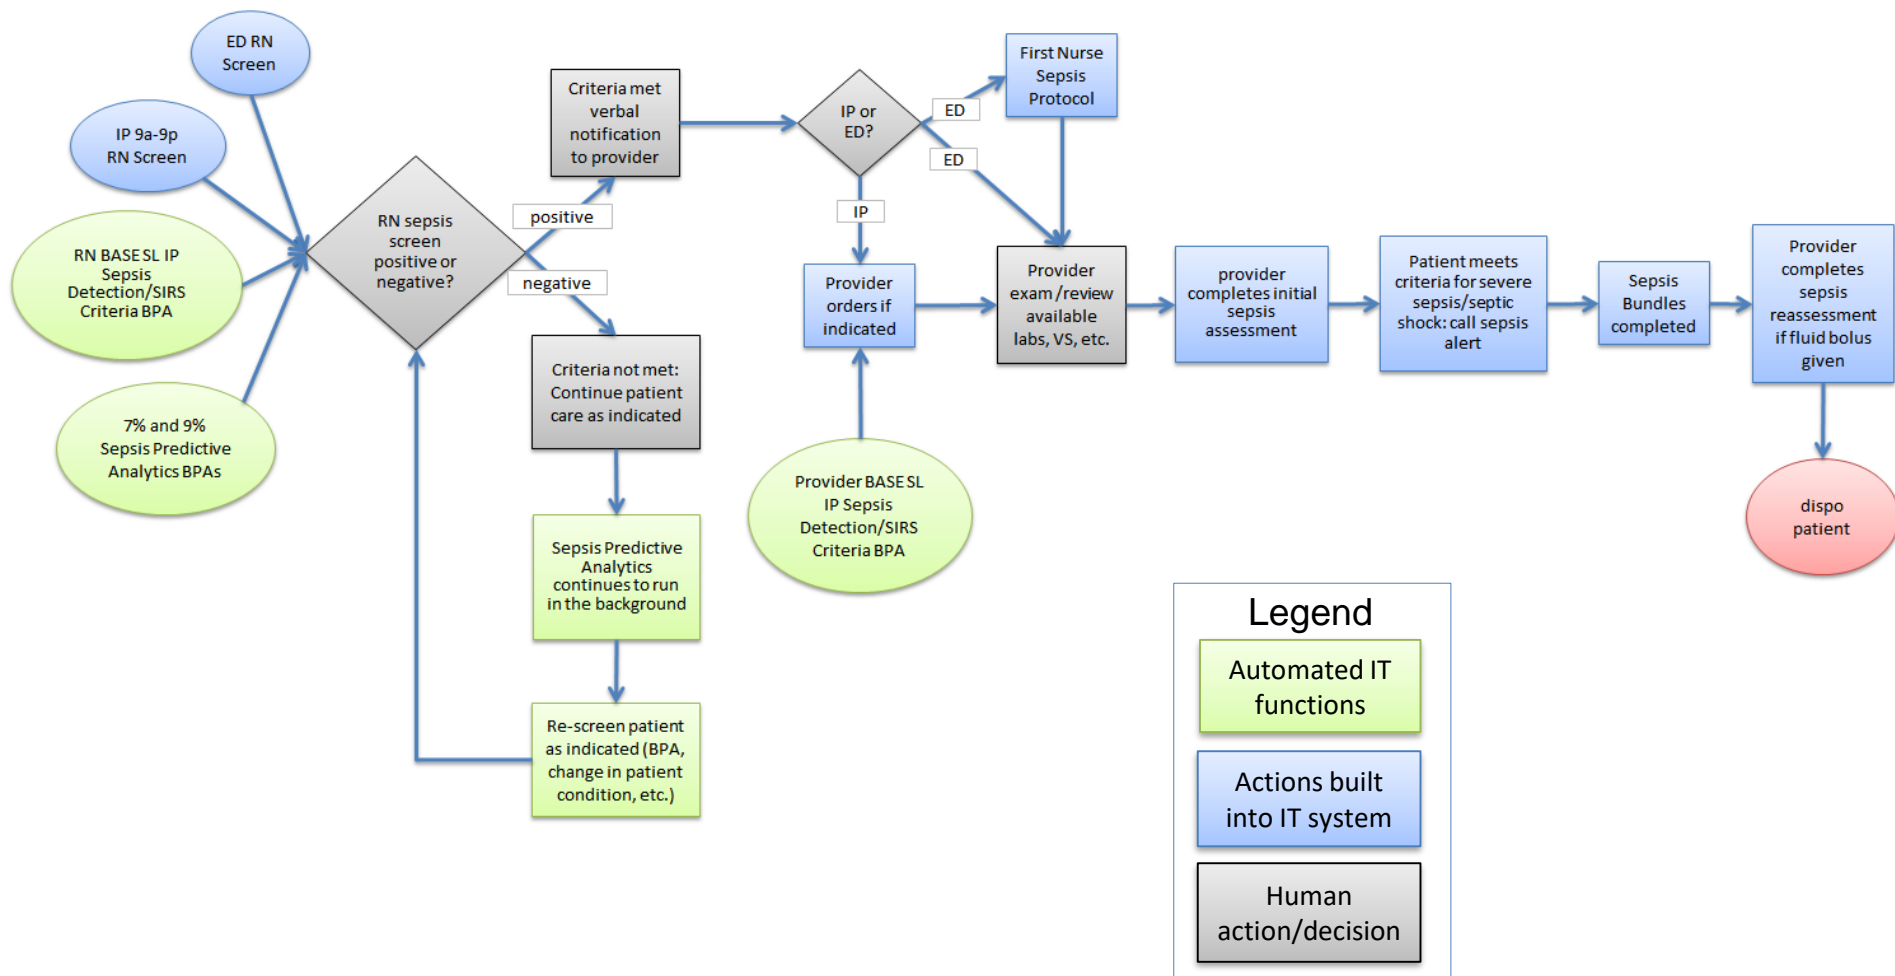 ED RN
Screen
IP 9a-9p
RN Screen
RN BASE SL IP
Sepsis
Detection/SIRS
Criteria BPA
7% and 9%
Sepsis Predictive
Analytics BPAs
RN sepsis
screen
positive or
negative?
positive
negative
Criteria met
verbal
notification
to provider
Criteria not met:
Continue patient
care as indicated
Sepsis Predictive
Analytics
continues to run
in the background
Re-screen patient
as indicated (BPA,
change in patient
condition, etc.)
IP or
ED?
ED
ED
IP
First Nurse
Sepsis
Protocol
Provider
orders if
indicated
Provider BASE SL
IP Sepsis
Detection/SIRS
Criteria BPA
Provider
exam / review
available
labs, VS, etc.
provider
completes initial
sepsis
assessment
Patient meets
criteria for severe
sepsis/septic
shock: call sepsis
alert
Sepsis
Bundles
completed
Provider
completes
sepsis
reassessment
if fluid bolus
given
dispo
patient
Legend
Automated IT
functions
Actions built
into IT system
Human
action/decision